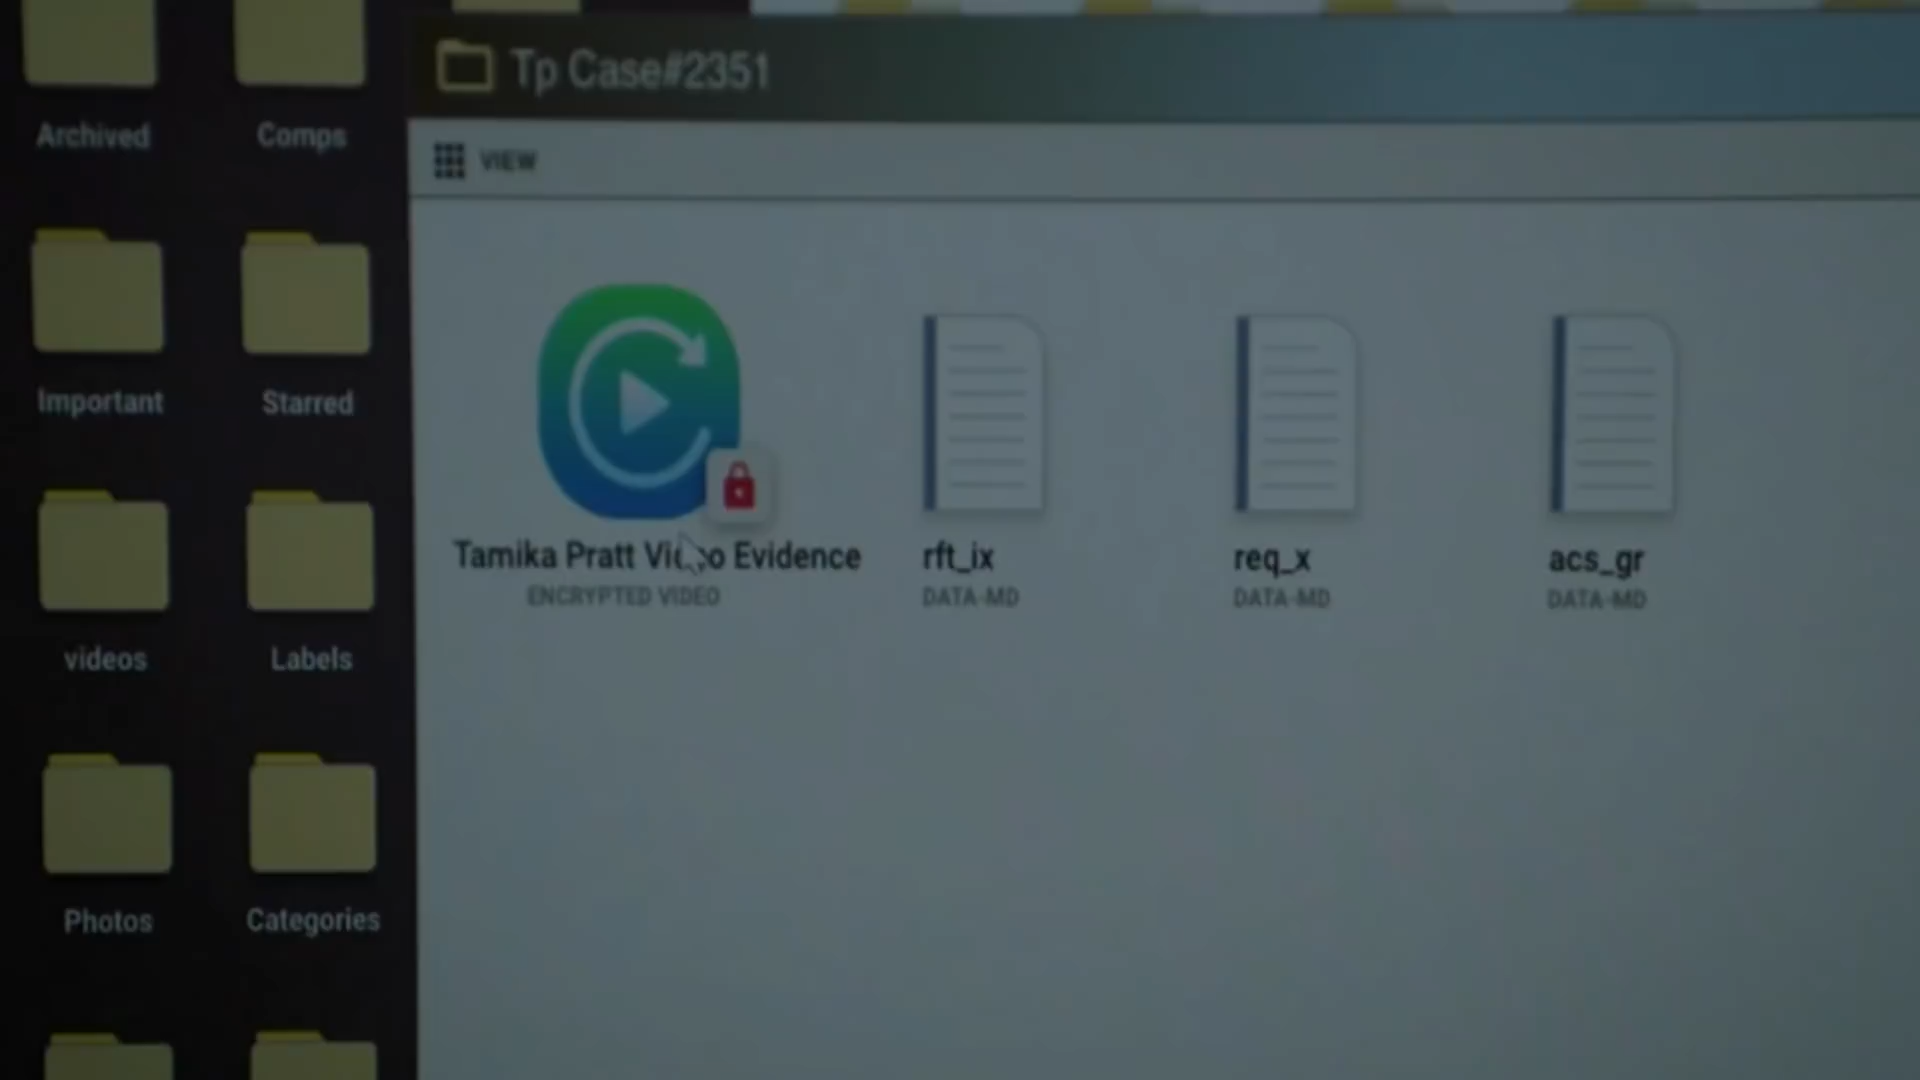 Tp Case#2351
VIEW
Archived
Comps
Important
Starred
videos
Labels
Photos
Categories
Tamika Pratt Video Evidence
ENCRYPTED VIDEO
rft_ix
DATA-MD
req_x
DATA-MD
acs_gr
DATA-MD